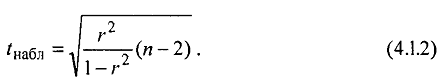 t_набл = √( r² / (1 − r²) (n − 2) ) . (4.1.2)